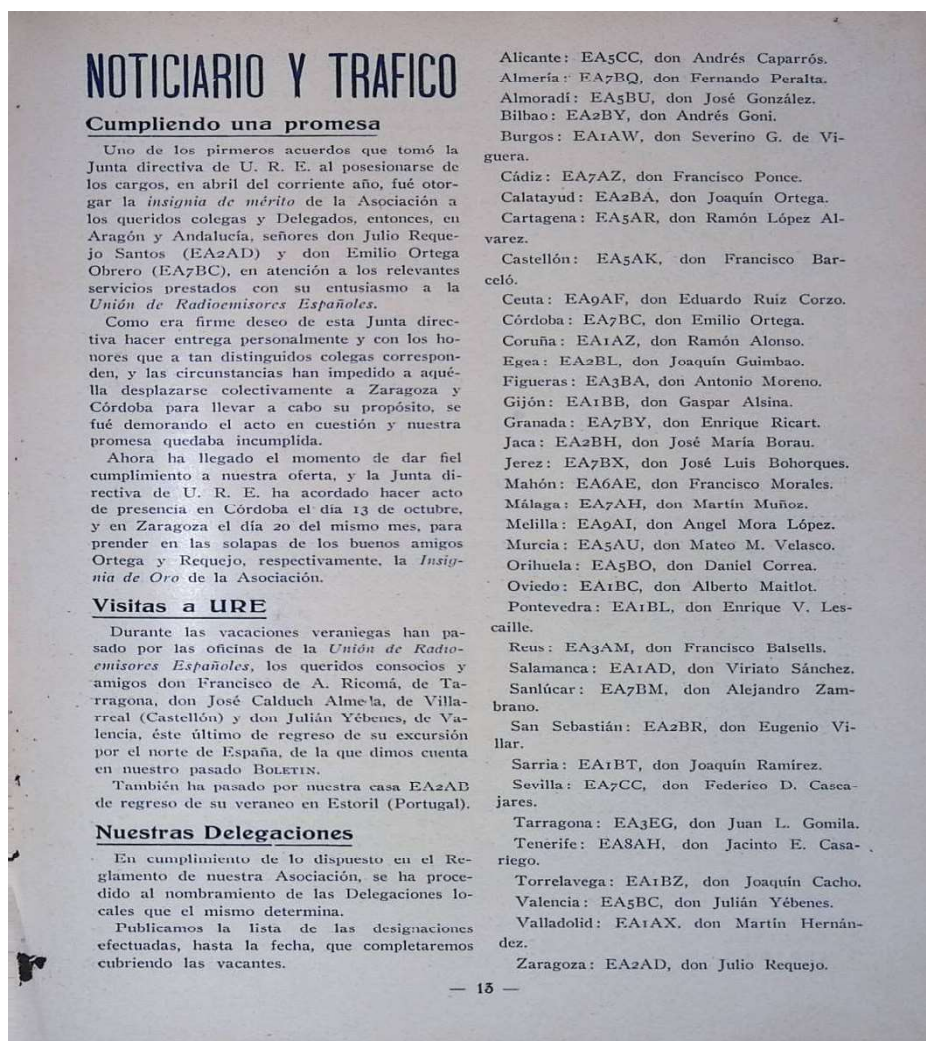 NOTICIARIO Y TRAFICO
Cumpliendo una promesa
Uno de los pirmeros acuerdos que tomó la
Junta directiva de U. R. E. al posesionarse de
los cargos, en abril del corriente año, fué otor-
gar la insignia de mérito de la Asociación a
los queridos colegas y Delegados, entonces, en
Aragón y Andalucía, señores don Julio Reque-
jo Santos (EA2AD) y don Emilio Ortega
Obrero (EA7BC), en atención a los relevantes
servicios prestados con su entusiasmo a la
Unión de Radioemisores Españoles.
Como era firme deseo de esta Junta direc-
tiva hacer entrega personalmente y con los ho-
nores que a tan distinguidos colegas correspon-
den, y las circunstancias han impedido a aqué-
lla desplazarse colectivamente a Zaragoza y
Córdoba para llevar a cabo su propósito, se
fué demorando el acto en cuestión y nuestra
promesa quedaba incumplida.
Ahora ha llegado el momento de dar fiel
cumplimiento a nuestra oferta, y la Junta di-
rectiva de U. R. E. ha acordado hacer acto
de presencia en Córdoba el día 13 de octubre,
y en Zaragoza el día 20 del mismo mes, para
prender en las solapas de los buenos amigos
Ortega y Requejo, respectivamente, la Insig-
nia de Oro de la Asociación.
Visitas a URE
Durante las vacaciones veraniegas han pa-
sado por las oficinas de la Unión de Radio-
emisores Españoles, los queridos consocios y
amigos don Francisco de A. Ricomá, de Ta-
rragona, don José Calduch Almela, de Villa-
rreal (Castellón) y don Julián Yébenes, de Va-
lencia, éste último de regreso de su excursión
por el norte de España, de la que dimos cuenta
en nuestro pasado BOLETIN.
También ha pasado por nuestra casa EA2AB
de regreso de su veraneo en Estoril (Portugal).
Nuestras Delegaciones
En cumplimiento de lo dispuesto en el Re-
glamento de nuestra Asociación, se ha proce-
dido al nombramiento de las Delegaciones lo-
cales que el mismo determina.
Publicamos la lista de las designaciones
efectuadas, hasta la fecha, que completaremos
cubriendo las vacantes.
Alicante: EA5CC, don Andrés Caparrós.
Almería: EA7BQ, don Fernando Peralta.
Almoradí: EA5BU, don José González.
Bilbao: EA2BY, don Andrés Goni.
Burgos: EA1AW, don Severino G. de Vi-
guera.
Cádiz: EA7AZ, don Francisco Ponce.
Calatayud: EA2BA, don Joaquín Ortega.
Cartagena: EA5AR, don Ramón López Al-
varez.
Castellón: EA5AK, don Francisco Bar-
celó.
Ceuta: EA9AF, don Eduardo Ruiz Corzo.
Córdoba: EA7BC, don Emilio Ortega.
Coruña: EA1AZ, don Ramón Alonso.
Egea: EA2BL, don Joaquín Guimbao.
Figueras: EA3BA, don Antonio Moreno.
Gijón: EA1BB, don Gaspar Alsina.
Granada: EA7BY, don Enrique Ricart.
Jaca: EA2BH, don José María Borau.
Jerez: EA7BX, don José Luis Bohorques.
Mahón: EA6AE, don Francisco Morales.
Málaga: EA7AH, don Martín Muñoz.
Melilla: EA9AI, don Angel Mora López.
Murcia: EA5AU, don Mateo M. Velasco.
Orihuela: EA5BO, don Daniel Correa.
Oviedo: EA1BC, don Alberto Maitlot.
Pontevedra: EA1BL, don Enrique V. Les-
caille.
Reus: EA3AM, don Francisco Balsells.
Salamanca: EA1AD, don Viriato Sánchez.
Sanlúcar: EA7BM, don Alejandro Zam-
brano.
San Sebastián: EA2BR, don Eugenio Vi-
llar.
Sarria: EA1BT, don Joaquín Ramírez.
Sevilla: EA7CC, don Federico D. Casca-
jares.
Tarragona: EA3EG, don Juan L. Gomila.
Tenerife: EA8AH, don Jacinto E. Casa-
riego.
Torrelavega: EA1BZ, don Joaquín Cacho.
Valencia: EA5BC, don Julián Yébenes.
Valladolid: EA1AX. don Martín Hernán-
dez.
Zaragoza: EA2AD, don Julio Requejo.
— 13 —